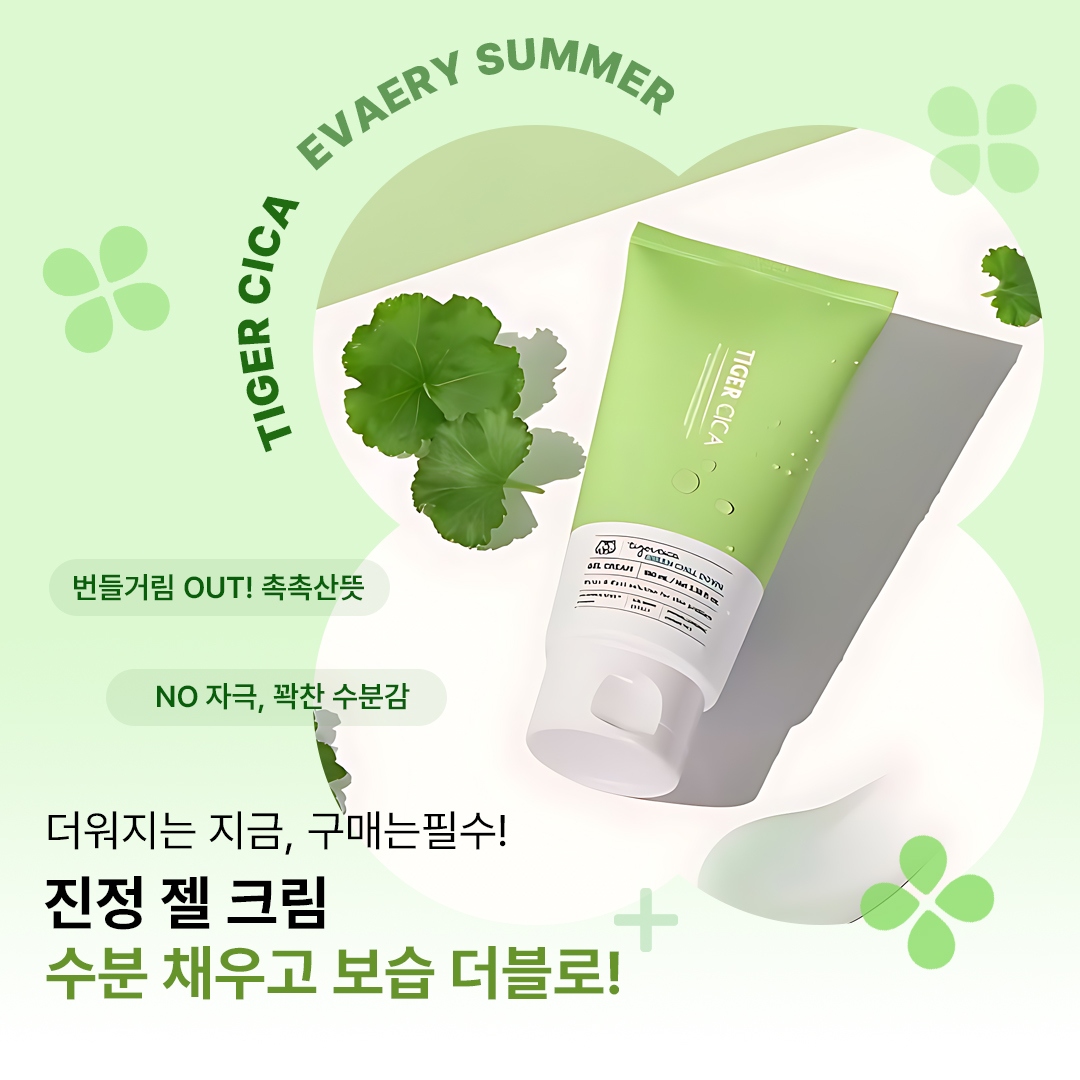 TIGER CICA EVAERY SUMMER
TIGER CICA
GEL CREAM
번들거림 OUT! 촉촉산뜻
NO 자극, 꽉찬 수분감
더워지는 지금, 구매는필수!
진정 젤 크림
수분 채우고 보습 더블로!